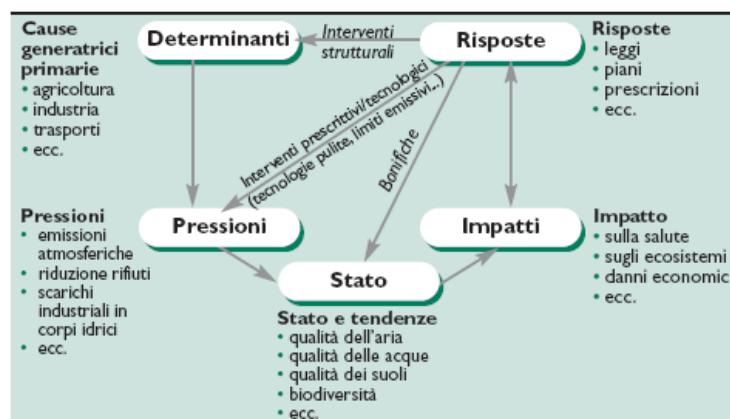 Cause
generatrici
primarie
• agricoltura
• industria
• trasporti
• ecc.
Determinanti
Interventi
strutturali
Risposte
Risposte
• leggi
• piani
• prescrizioni
• ecc.
Interventi prescrittivi/tecnologici
(tecnologie pulite, limiti emissivi...)
Bonifiche
Pressioni
• emissioni
atmosferiche
• riduzione rifiuti
• scarichi
industriali in
corpi idrici
• ecc.
Pressioni
Impatti
Impatto
• sulla salute
• sugli ecosistemi
• danni economic
• ecc.
Stato
Stato e tendenze
• qualità dell'aria
• qualità delle acque
• qualità dei suoli
• biodiversità
• ecc.